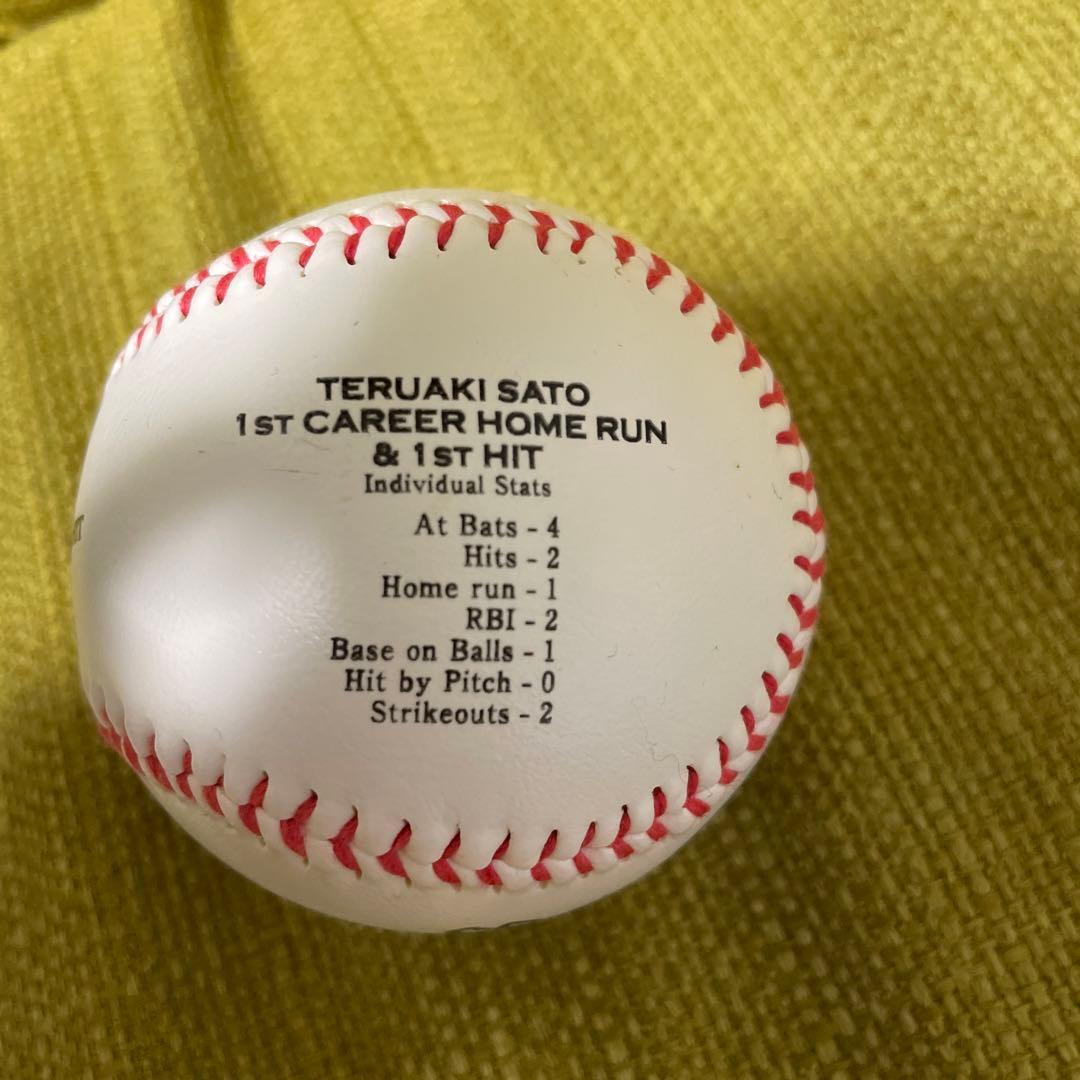 TERUAKI SATO
1ST CAREER HOME RUN
& 1ST HIT
Individual Stats
At Bats - 4
Hits - 2
Home run - 1
RBI - 2
Base on Balls - 1
Hit by Pitch - 0
Strikeouts - 2